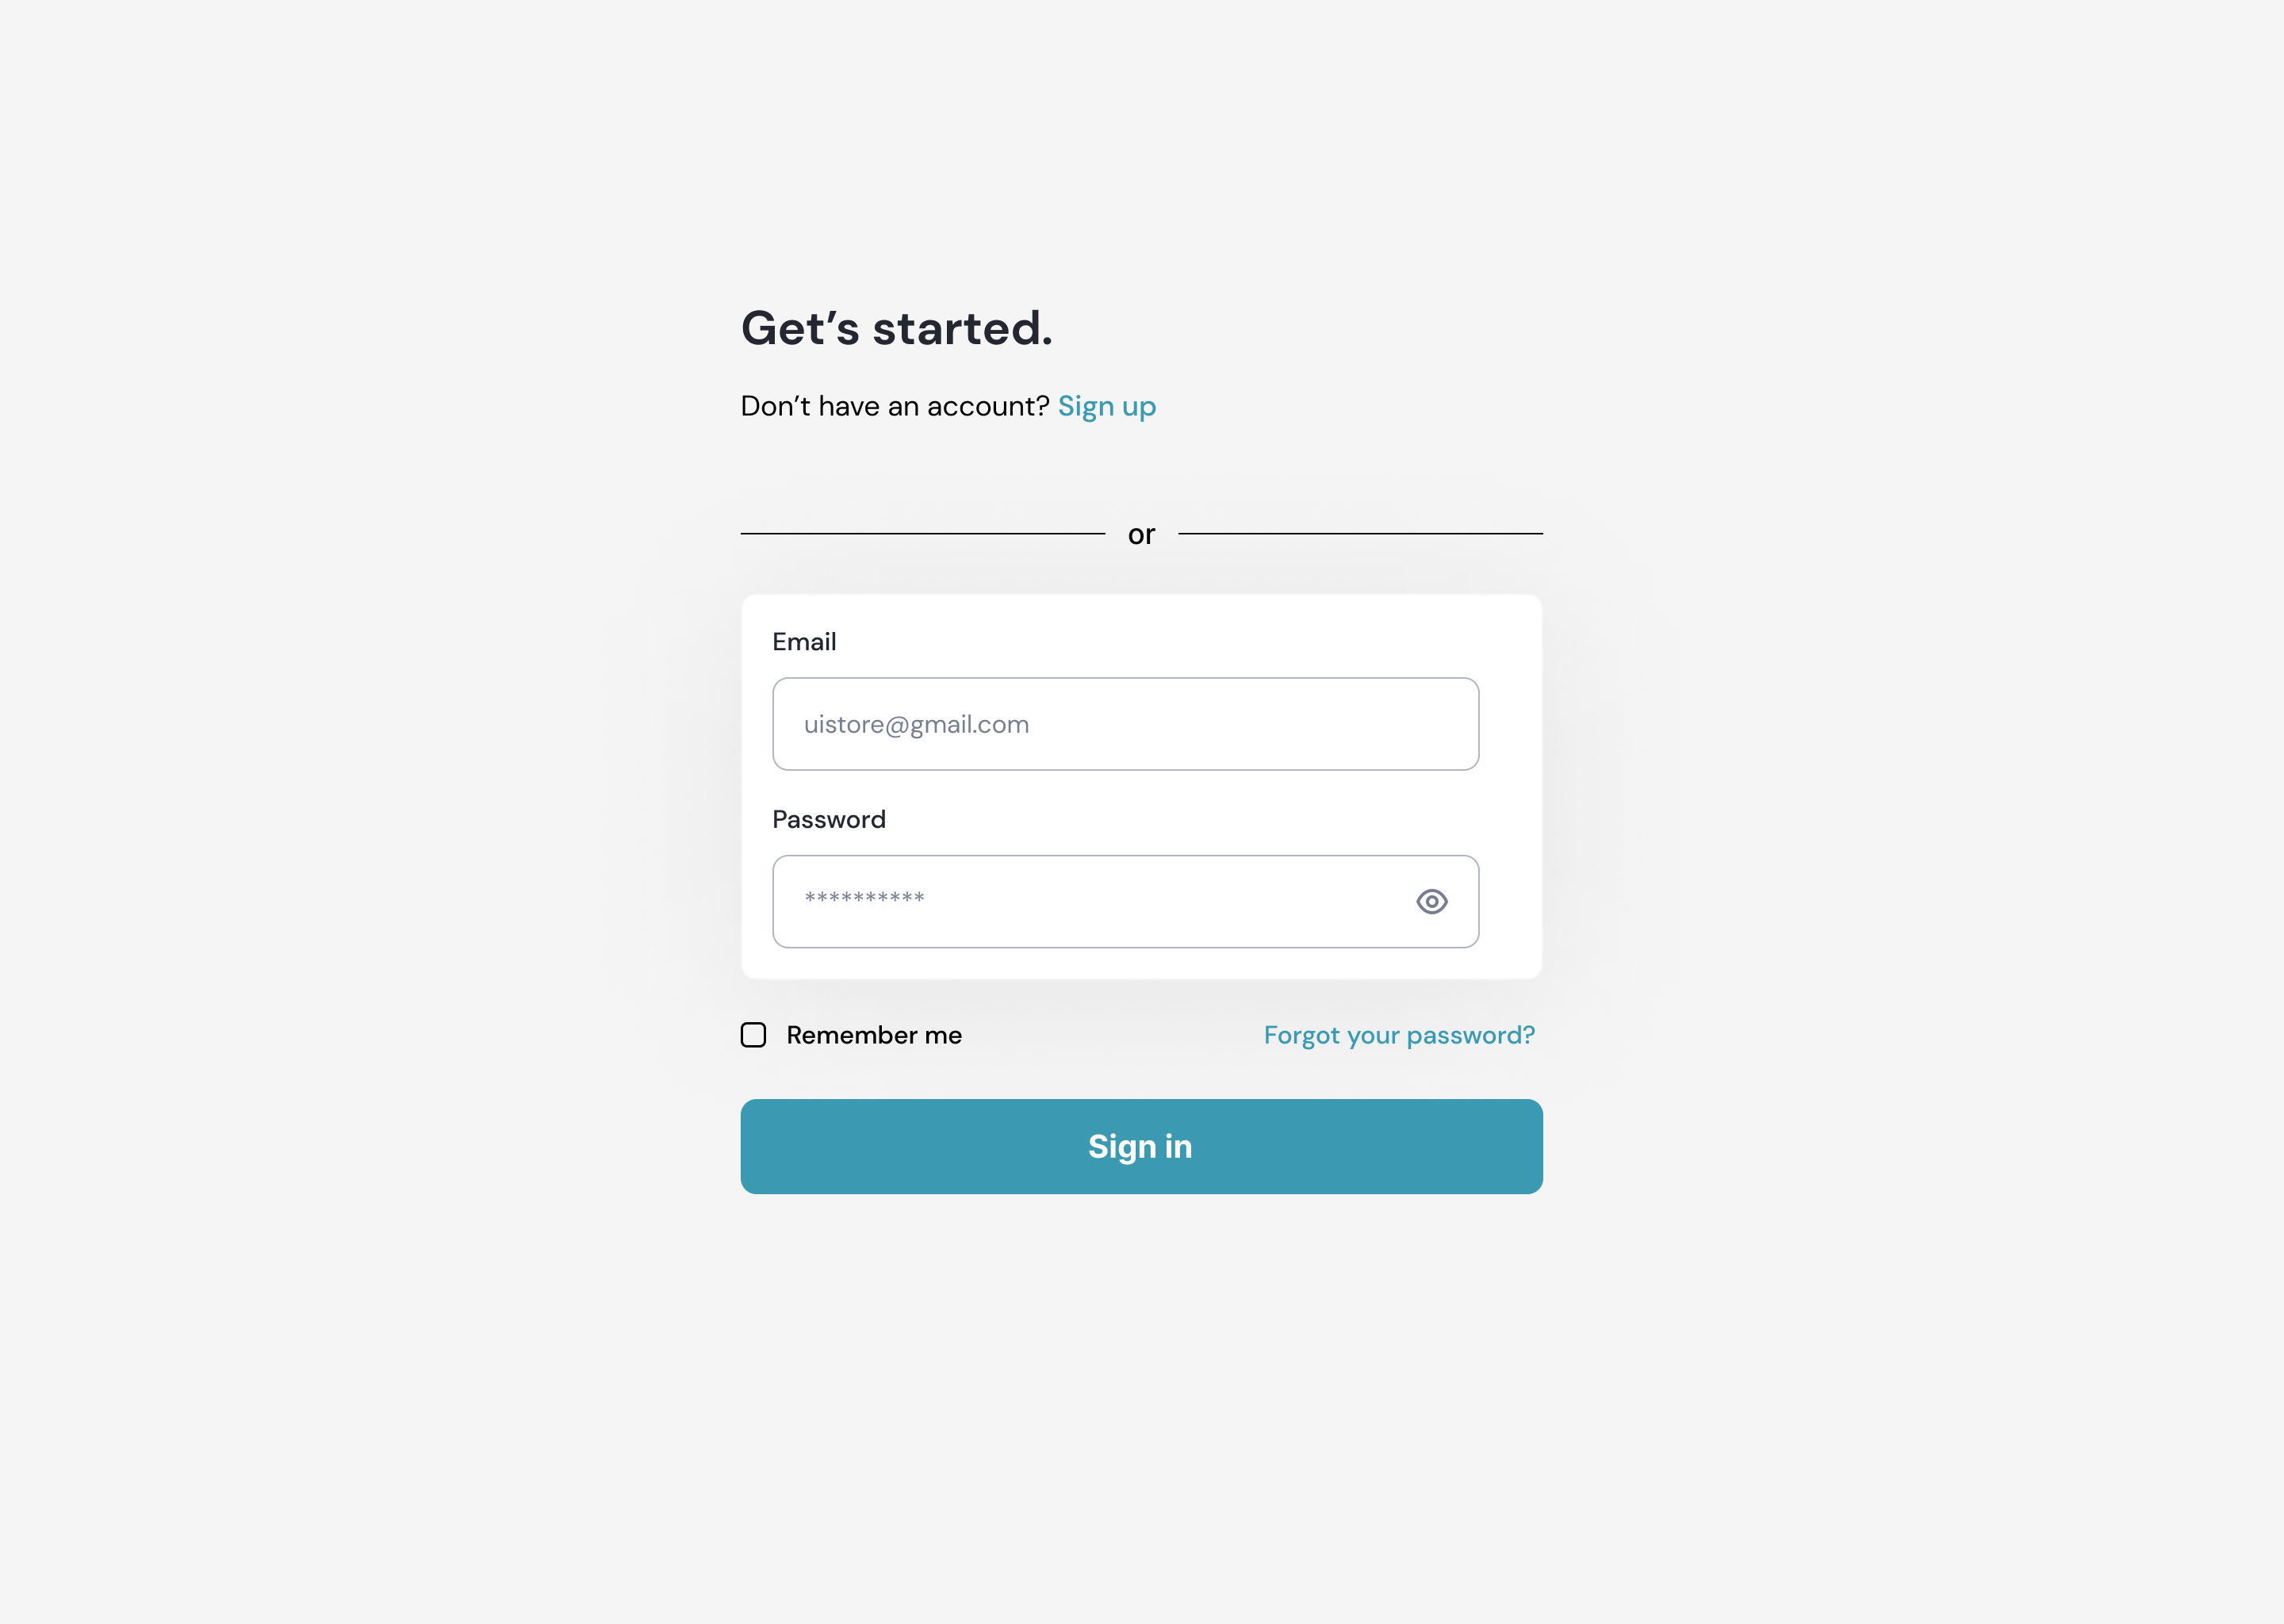 Get’s started.
Don’t have an account? Sign up
or
Email
uistore@gmail.com
Password
**********
Remember me
Forgot your password?
Sign in